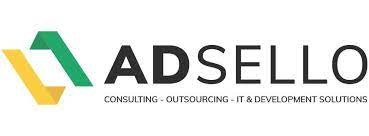 ADSELLO
CONSULTING - OUTSOURCING - IT & DEVELOPMENT SOLUTIONS